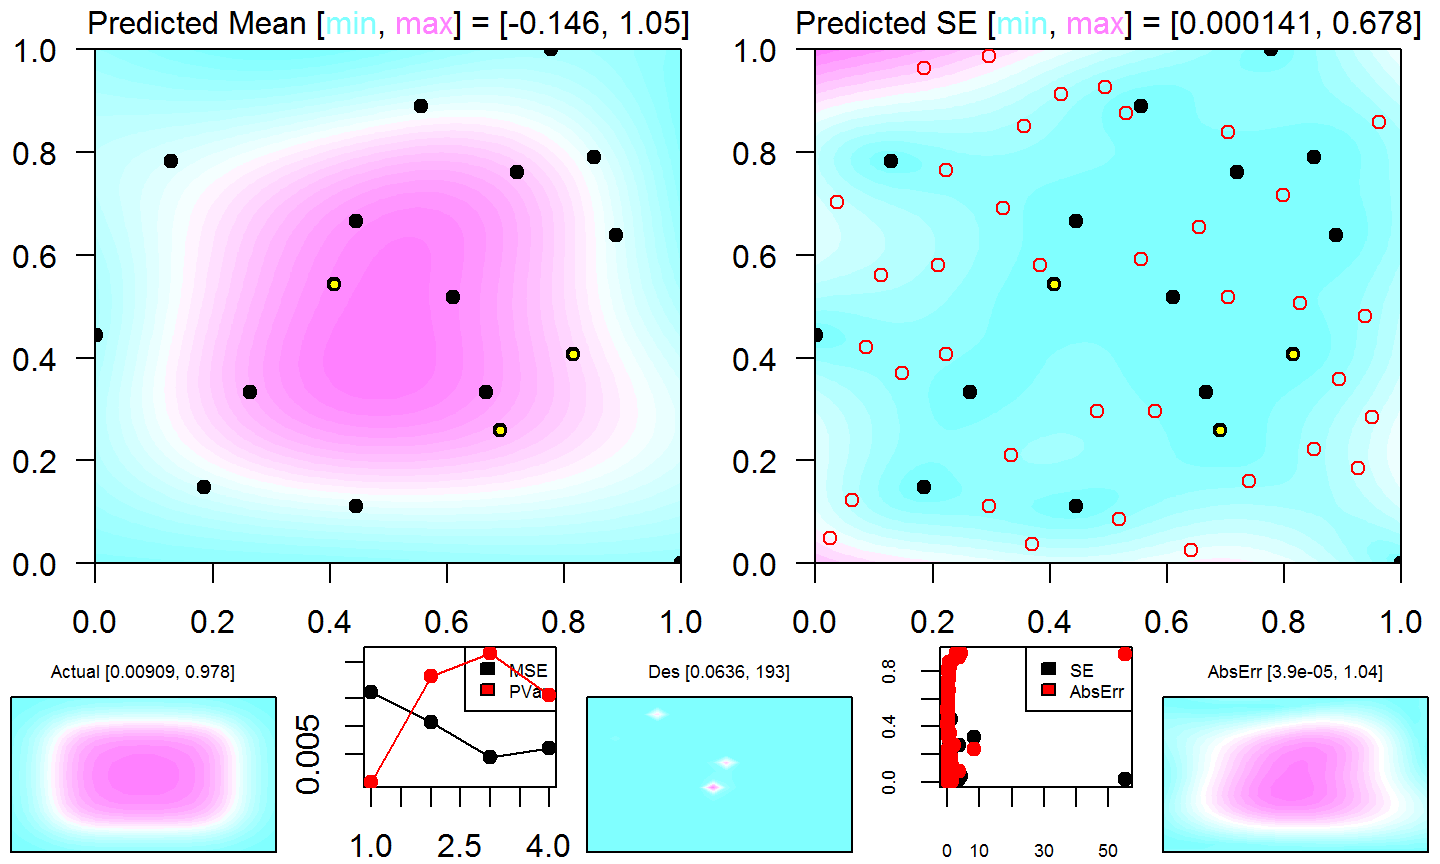 Predicted Mean [min, max] = [-0.146, 1.05]
Predicted SE [min, max] = [0.000141, 0.678]
1.0
0.8
0.6
0.4
0.2
0.0
0.0 0.2 0.4 0.6 0.8 1.0
1.0
0.8
0.6
0.4
0.2
0.0
0.0 0.2 0.4 0.6 0.8 1.0
Actual [0.00909, 0.978]
0.005
MSE
PVa
1.0 2.5 4.0
Des [0.0636, 193]
0.8
0.4
0.0
SE
AbsErr
0 10 30 50
AbsErr [3.9e-05, 1.04]